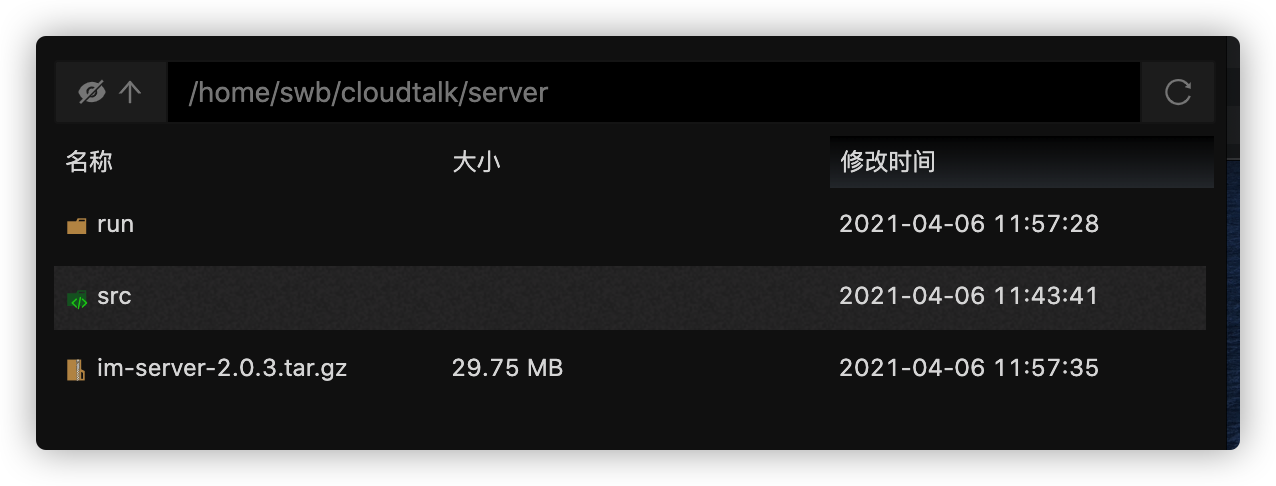 /home/swb/cloudtalk/server
名称 大小 修改时间
run 2021-04-06 11:57:28
src 2021-04-06 11:43:41
im-server-2.0.3.tar.gz 29.75 MB 2021-04-06 11:57:35